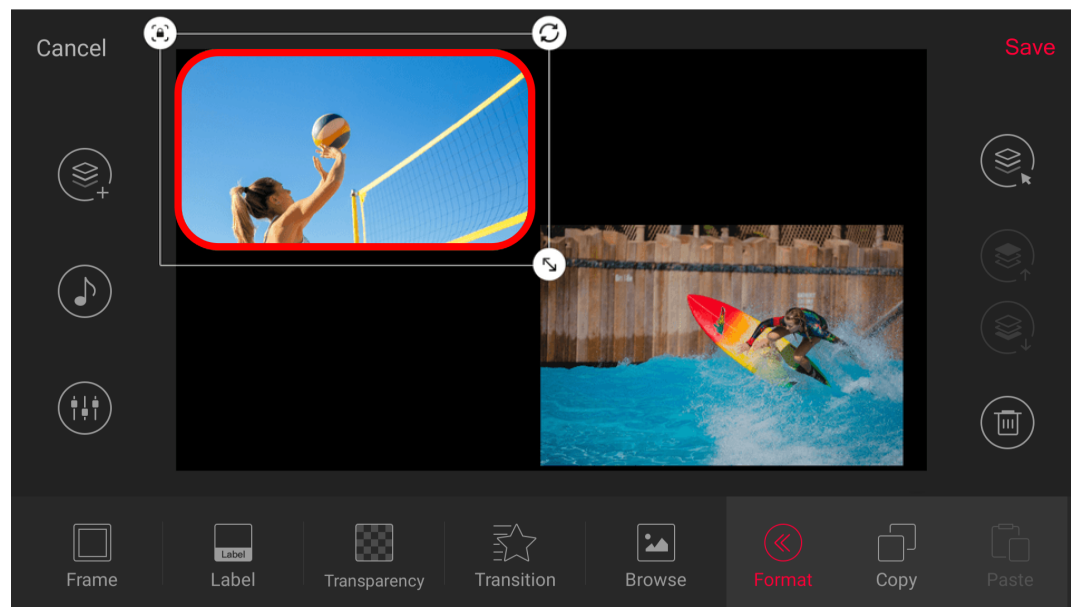 Cancel
Save
Label
Frame
Label
Transparency
Transition
Browse
Format
Copy
Paste